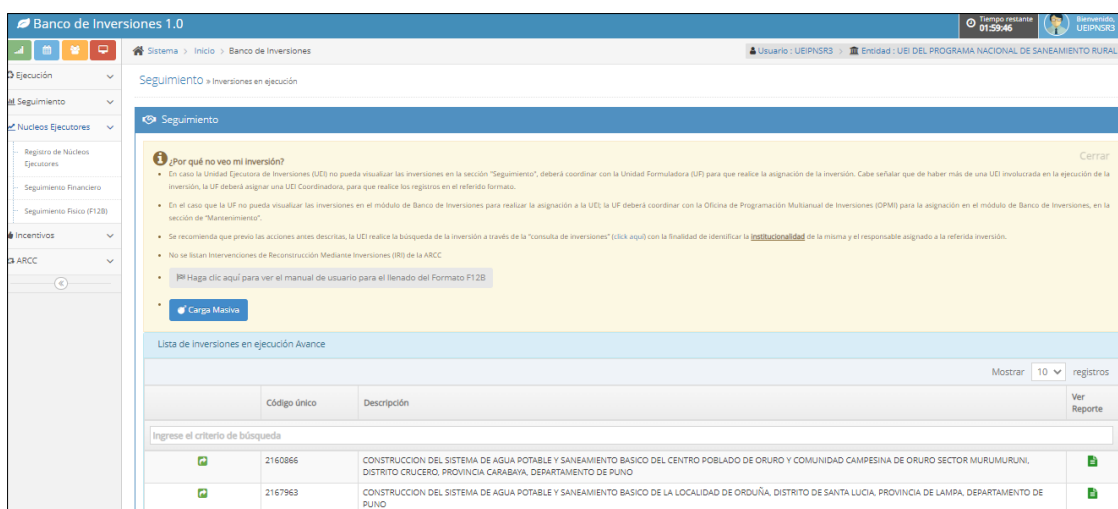 Banco de Inversiones 1.0
Tiempo restante
01:59:46
Bienvenido,
UEIPNSR3
Sistema > Inicio > Banco de Inversiones
Usuario : UEIPNSR3 > Entidad : UEI DEL PROGRAMA NACIONAL DE SANEAMIENTO RURAL
Ejecución
Seguimiento
Nucleos Ejecutores
Registro de Núcleos
Ejecutores
Seguimiento Financiero
Seguimiento Fisico (F12B)
Incentivos
ARCC
Seguimiento » Inversiones en ejecución
Seguimiento
Cerrar
¿Por qué no veo mi inversión?
• En caso la Unidad Ejecutora de Inversiones (UEI) no pueda visualizar las inversiones en la sección "Seguimiento", deberá coordinar con la Unidad Formuladora (UF) para que realice la asignación de la inversión. Cabe señalar que de haber más de una UEI involucrada en la ejecución de la
inversión, la UF deberá asignar una UEI Coordinadora, para que realice los registros en el referido formato.
• En el caso que la UF no pueda visualizar las inversiones en el módulo de Banco de Inversiones para realizar la asignación a la UEI; la UF deberá coordinar con la Oficina de Programación Multianual de Inversiones (OPMI) para la asignación en el módulo de Banco de Inversiones, en la
sección de "Mantenimiento".
• Se recomienda que previo las acciones antes descritas, la UEI realice la búsqueda de la inversión a través de la "consulta de inversiones" (click aquí) con la finalidad de identificar la institucionalidad de la misma y el responsable asignado a la referida inversión.
• No se listan Intervenciones de Reconstrucción Mediante Inversiones (IRI) de la ARCC
• Haga clic aquí para ver el manual de usuario para el llenado del Formato F12B
• Carga Masiva
Lista de inversiones en ejecución Avance
Mostrar 10 registros
Código único Descripción Ver
Reporte
Ingrese el criterio de búsqueda
2160866 CONSTRUCCION DEL SISTEMA DE AGUA POTABLE Y SANEAMIENTO BASICO DEL CENTRO POBLADO DE ORURO Y COMUNIDAD CAMPESINA DE ORURO SECTOR MURUMURUNI,
DISTRITO CRUCERO, PROVINCIA CARABAYA, DEPARTAMENTO DE PUNO
2167963 CONSTRUCCION DEL SISTEMA DE AGUA POTABLE Y SANEAMIENTO BASICO DE LA LOCALIDAD DE ORDUÑA, DISTRITO DE SANTA LUCIA, PROVINCIA DE LAMPA, DEPARTAMENTO DE
PUNO